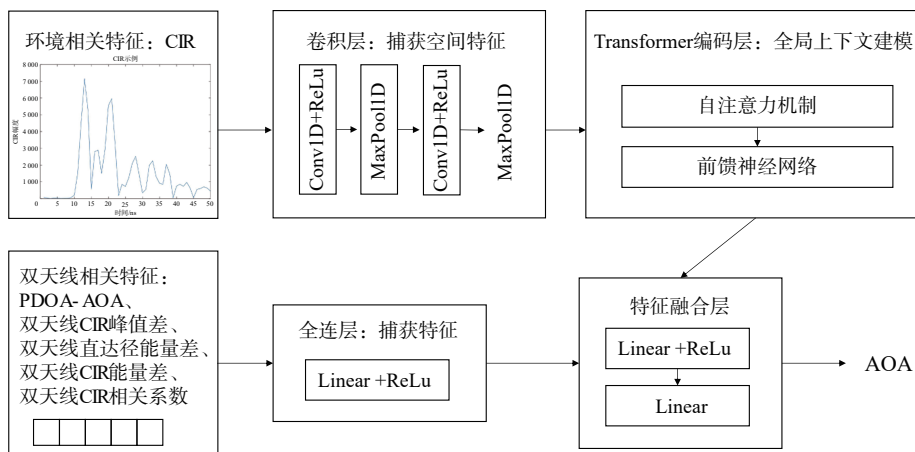 环境相关特征：CIR
CIR示例
8 000
7 000
6 000
5 000
4 000
3 000
2 000
1 000
CIR幅度
0 5 10 15 20 25 30 35 40 45 50
时间/ns
卷积层：捕获空间特征
Conv1D+ReLu
MaxPool1D
Conv1D+ReLu
MaxPool1D
Transformer编码层：全局上下文建模
自注意力机制
前馈神经网络
双天线相关特征：
PDOA-AOA、
双天线CIR峰值差、
双天线直达径能量差、
双天线CIR能量差、
双天线CIR相关系数
全连层：捕获特征
Linear +ReLu
特征融合层
Linear +ReLu
Linear
AOA